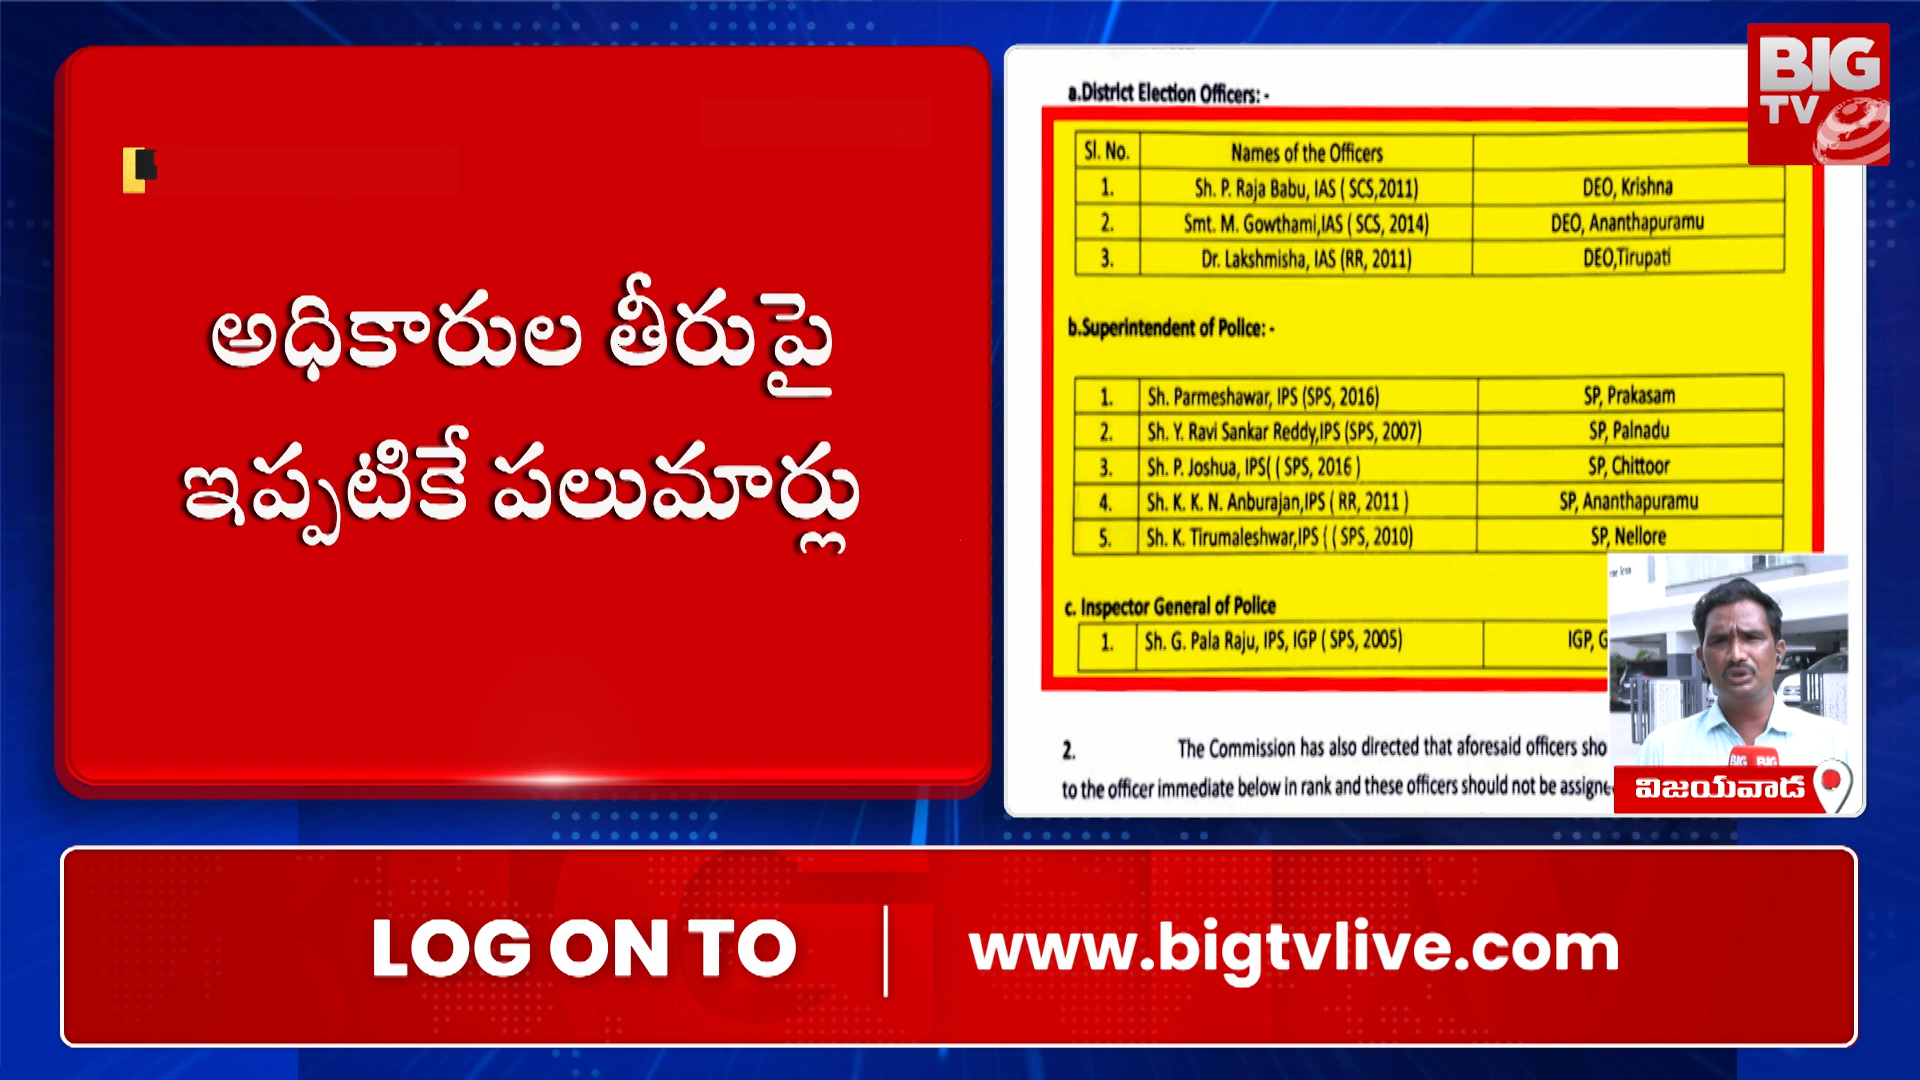 అధికారుల తీరుపై
ఇప్పటికే పలుమార్లు
a.District Election Officers: -
Sl. No. Names of the Officers
1. Sh. P. Raja Babu, IAS ( SCS,2011) DEO, Krishna
2. Smt. M. Gowthami,IAS ( SCS, 2014) DEO, Ananthapuramu
3. Dr. Lakshmisha, IAS (RR, 2011) DEO,Tirupati
b.Superintendent of Police: -
1. Sh. Parmeshawar, IPS (SPS, 2016) SP, Prakasam
2. Sh. Y. Ravi Sankar Reddy,IPS (SPS, 2007) SP, Palnadu
3. Sh. P. Joshua, IPS( ( SPS, 2016 ) SP, Chittoor
4. Sh. K. K. N. Anburajan,IPS ( RR, 2011 ) SP, Ananthapuramu
5. Sh. K. Tirumaleshwar,IPS ( ( SPS, 2010) SP, Nellore
c. Inspector General of Police
1. Sh. G. Pala Raju, IPS, IGP ( SPS, 2005) IGP, G
2. The Commission has also directed that aforesaid officers sho
to the officer immediate below in rank and these officers should not be assigne
BIG
TV
BIG BIG
విజయవాడ
LOG ON TO
www.bigtvlive.com